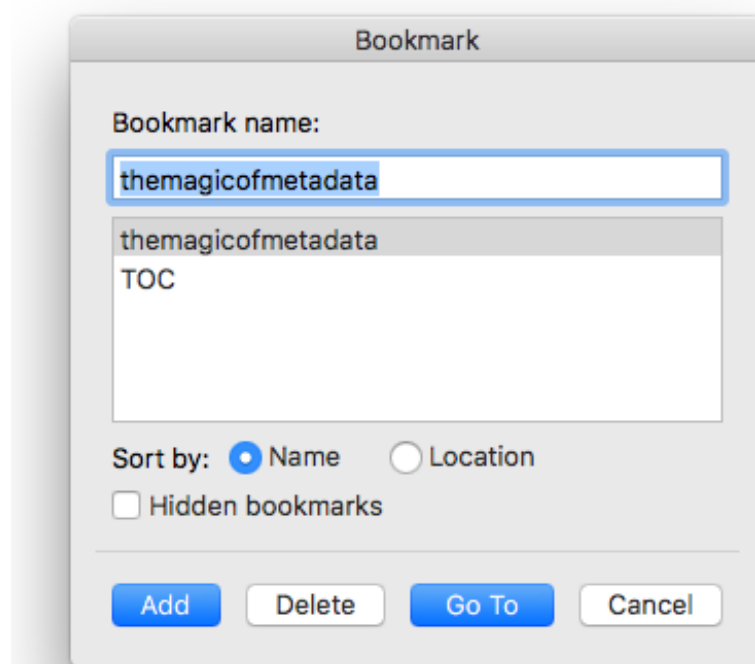 Bookmark
Bookmark name:
themagicofmetadata
themagicofmetadata
TOC
Sort by: Name Location
Hidden bookmarks
Add Delete Go To Cancel